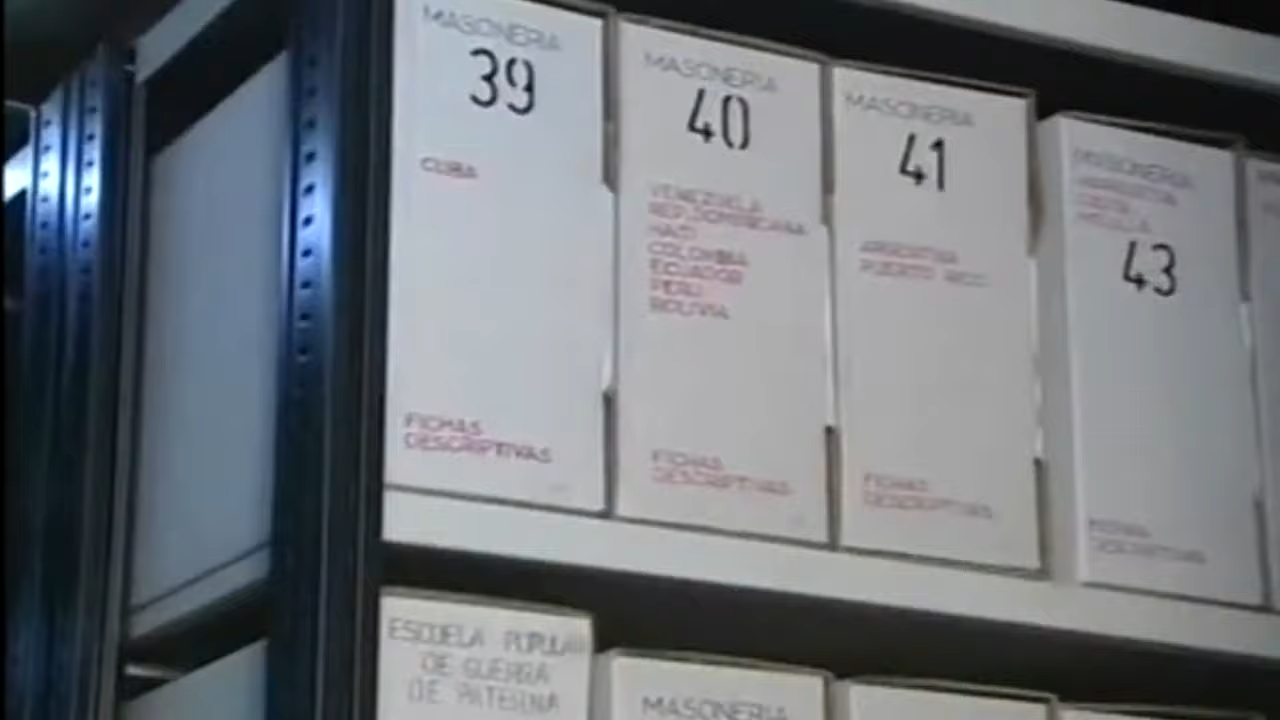 MASONERIA
39
CUBA
FICHAS
DESCRIPTIVAS
MASONERIA
40
VENEZUELA
REP.DOMINICANA
HAITI
COLOMBIA
ECUADOR
PERU
BOLIVIA
FICHAS
DESCRIPTIVAS
MASONERIA
41
ARGENTINA
PUERTO RICO
FICHAS
DESCRIPTIVAS
MASONERIA
43
FICHAS
DESCRIPTIVAS
ESCUELA POPULAR
DE GUERRA
DE PATERNA
MASONERIA